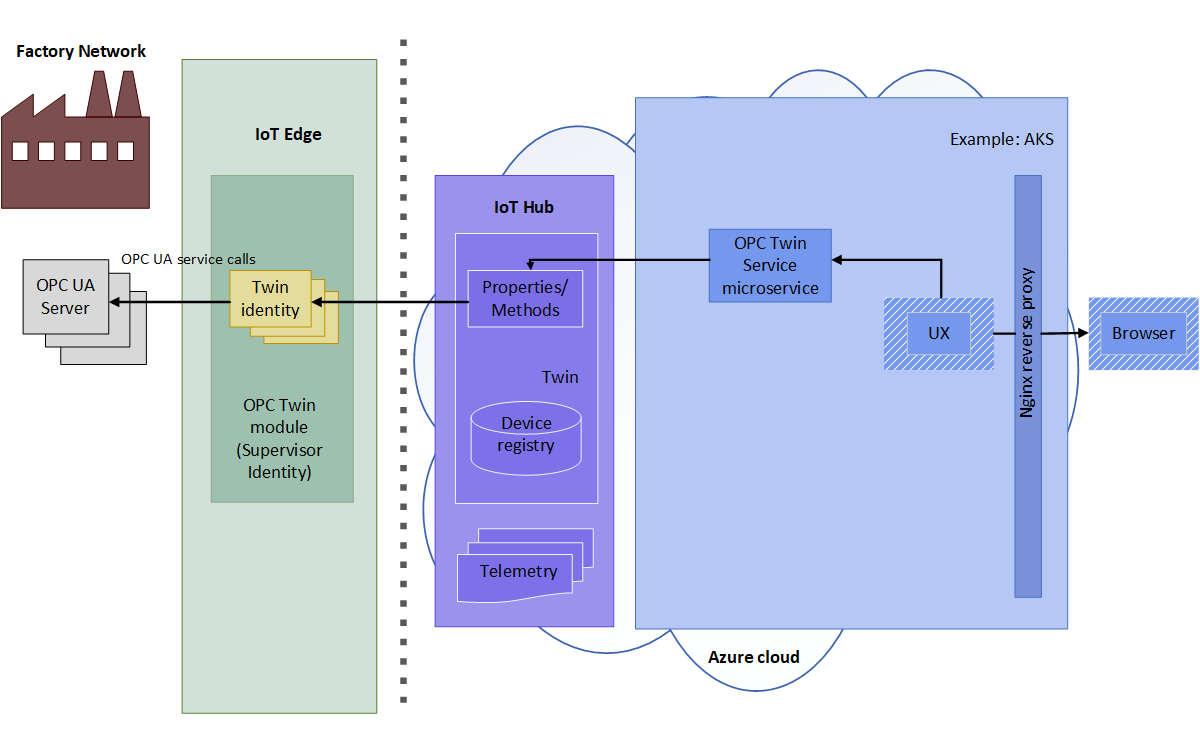 Factory Network
IoT Edge
OPC UA service calls
OPC UA
Server
Twin
identity
OPC Twin
module
(Supervisor
Identity)
IoT Hub
Properties/
Methods
Twin
Device
registry
Telemetry
Example: AKS
OPC Twin
Service
microservice
UX
Nginx reverse proxy
Browser
Azure cloud